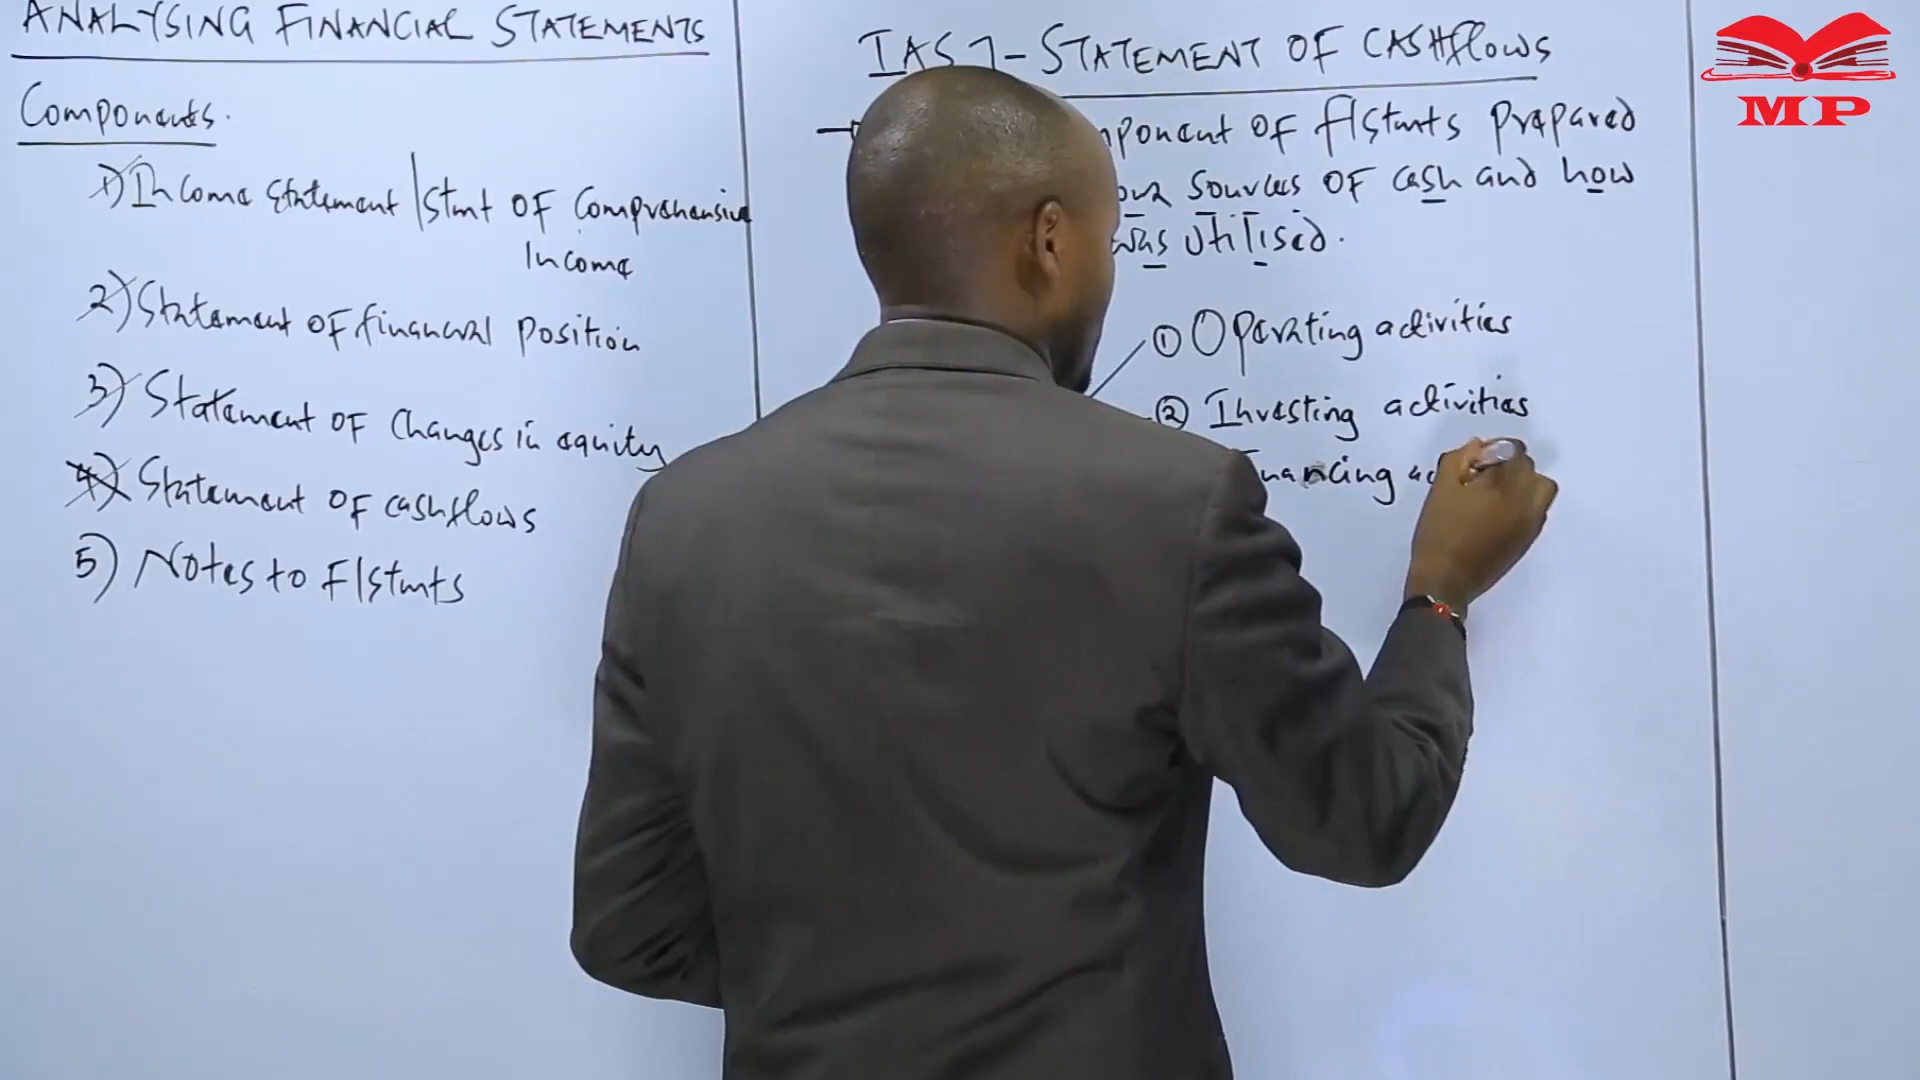 ANALYSING FINANCIAL STATEMENTS
Components.
1) Income statement | stmt OF Comprehensive
Income
2) Statement OF financial position
3) Statement OF Changes in equity
4) Statement OF cashflows
5) Notes to F/stmts
IAS 7 - STATEMENT OF CASHflows
OF f/stmts prepared
sources OF cash and how
was utilised.
① Operating activities
② Investing activities
MP